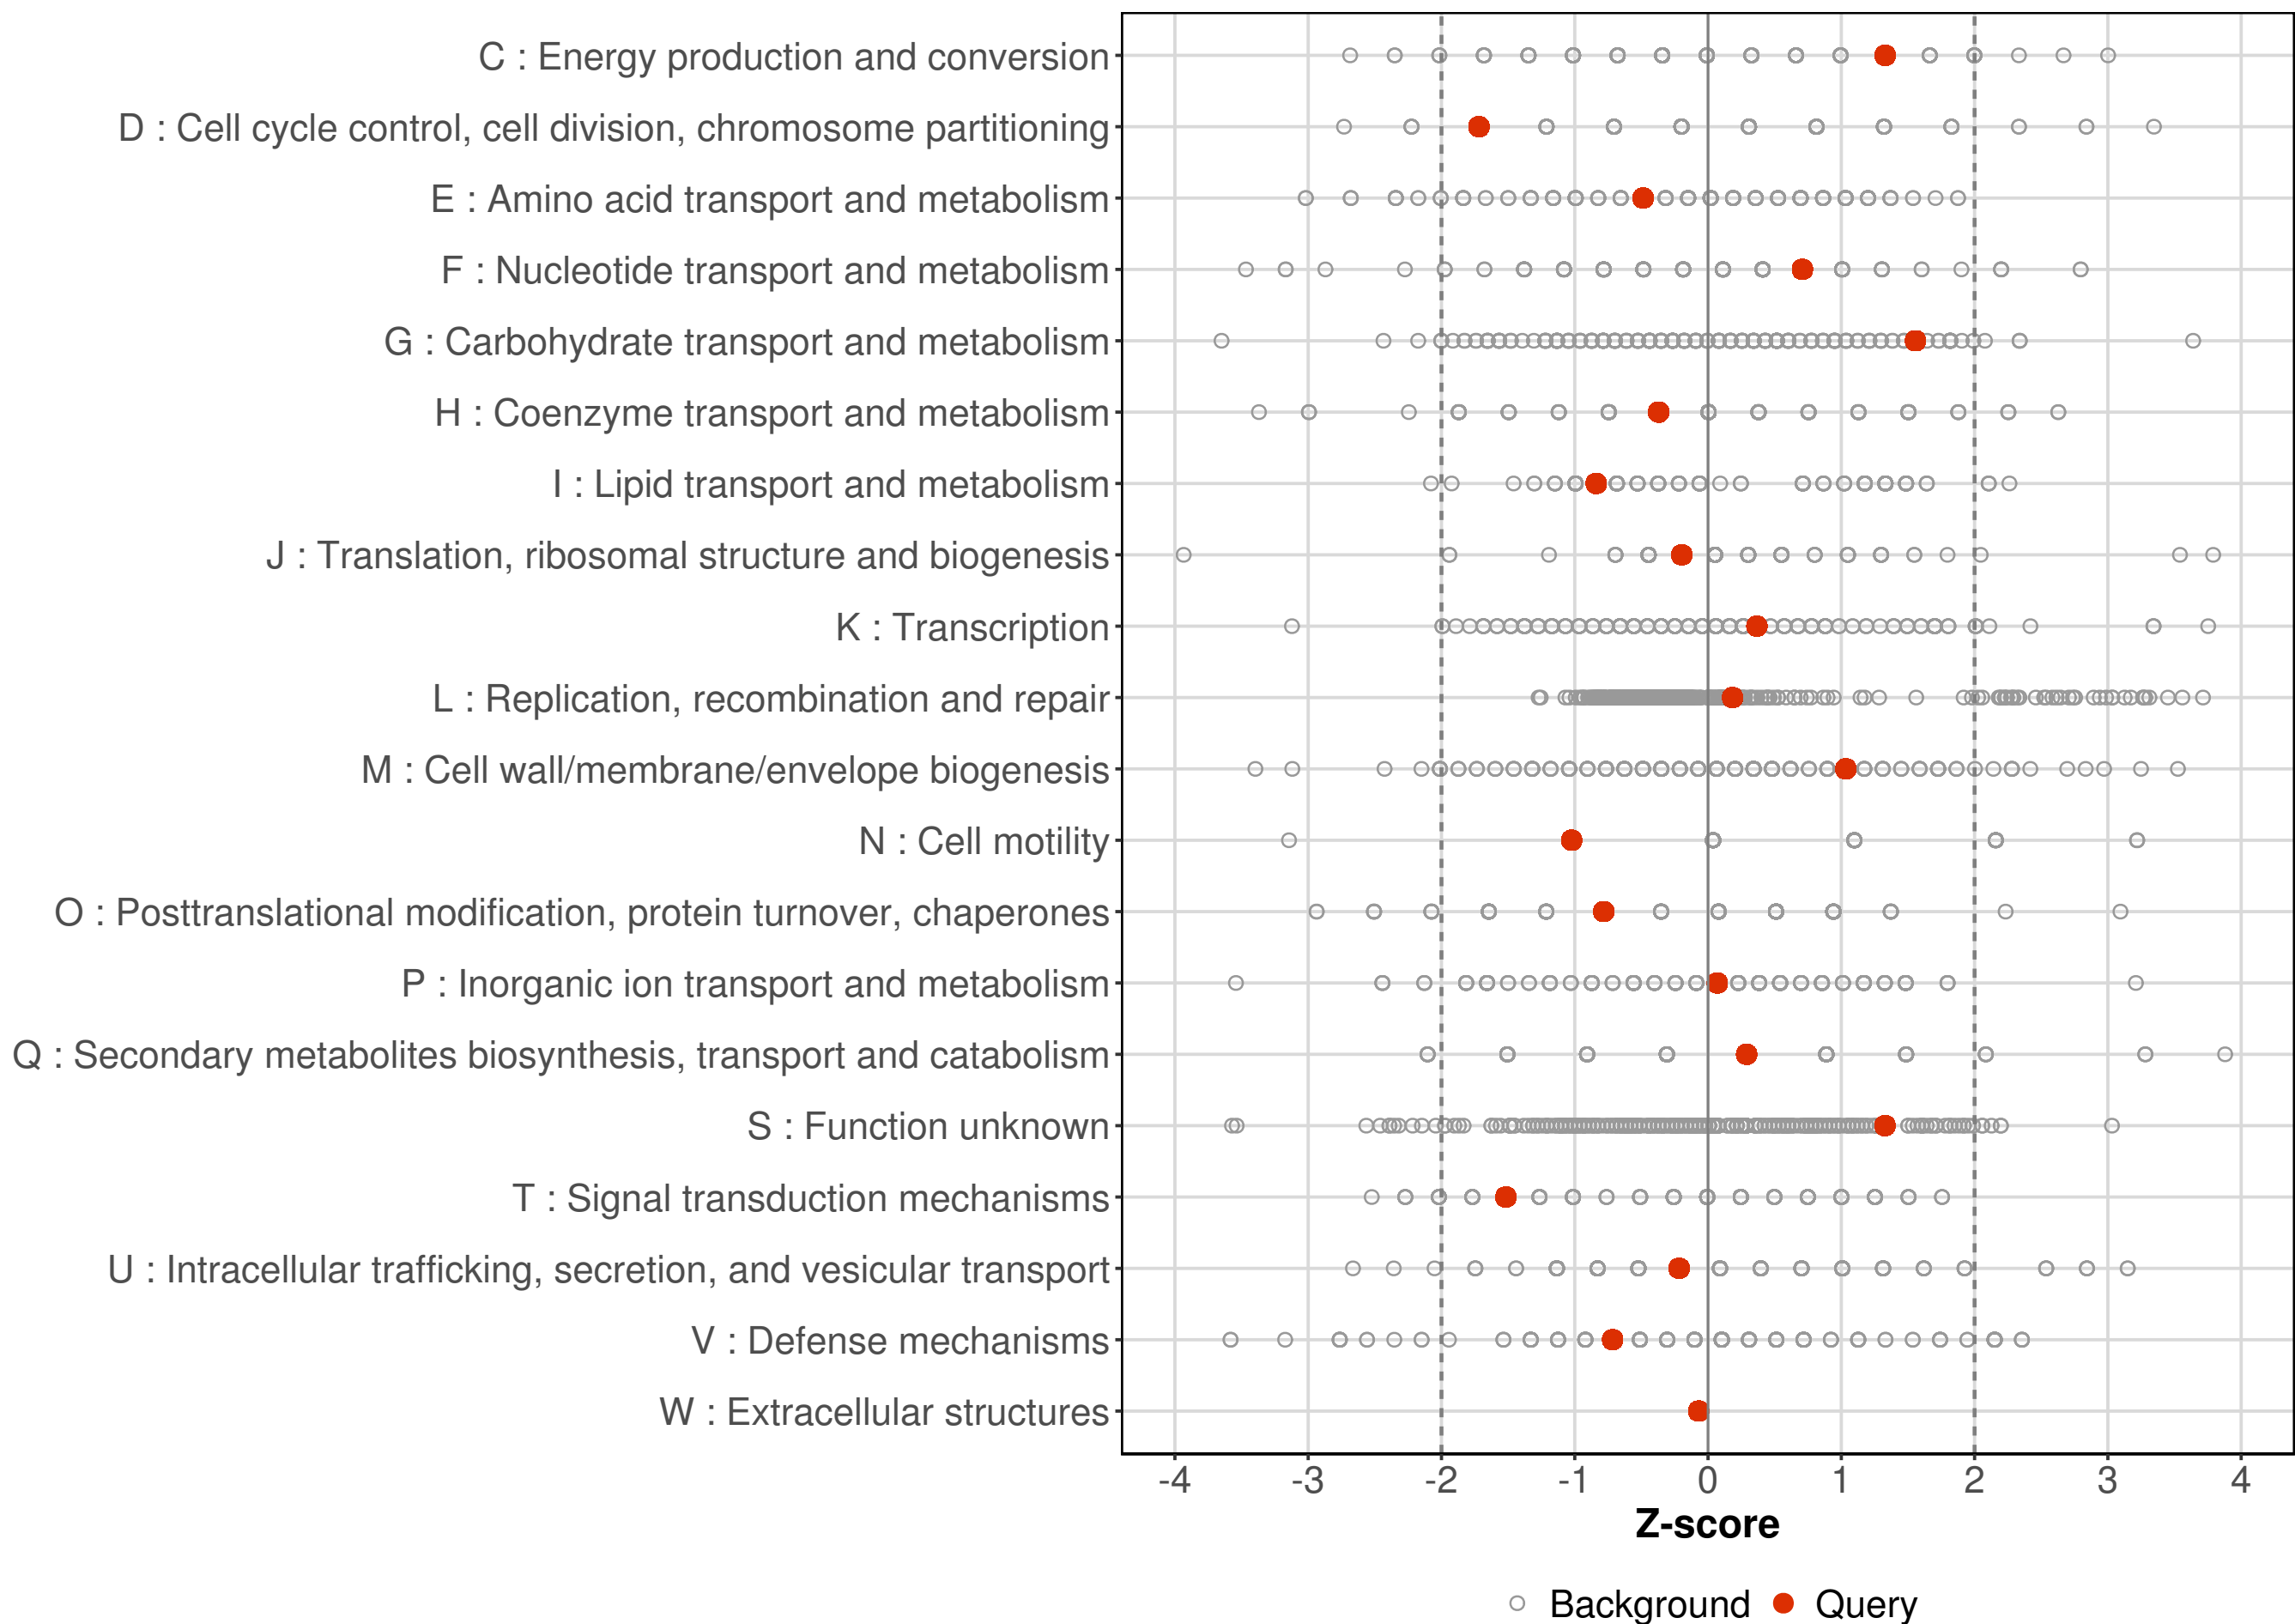 C : Energy production and conversion
D : Cell cycle control, cell division, chromosome partitioning
E : Amino acid transport and metabolism
F : Nucleotide transport and metabolism
G : Carbohydrate transport and metabolism
H : Coenzyme transport and metabolism
I : Lipid transport and metabolism
J : Translation, ribosomal structure and biogenesis
K : Transcription
L : Replication, recombination and repair
M : Cell wall/membrane/envelope biogenesis
N : Cell motility
O : Posttranslational modification, protein turnover, chaperones
P : Inorganic ion transport and metabolism
Q : Secondary metabolites biosynthesis, transport and catabolism
S : Function unknown
T : Signal transduction mechanisms
U : Intracellular trafficking, secretion, and vesicular transport
V : Defense mechanisms
W : Extracellular structures
-4 -3 -2 -1 0 1 2 3 4
Z-score
Background Query